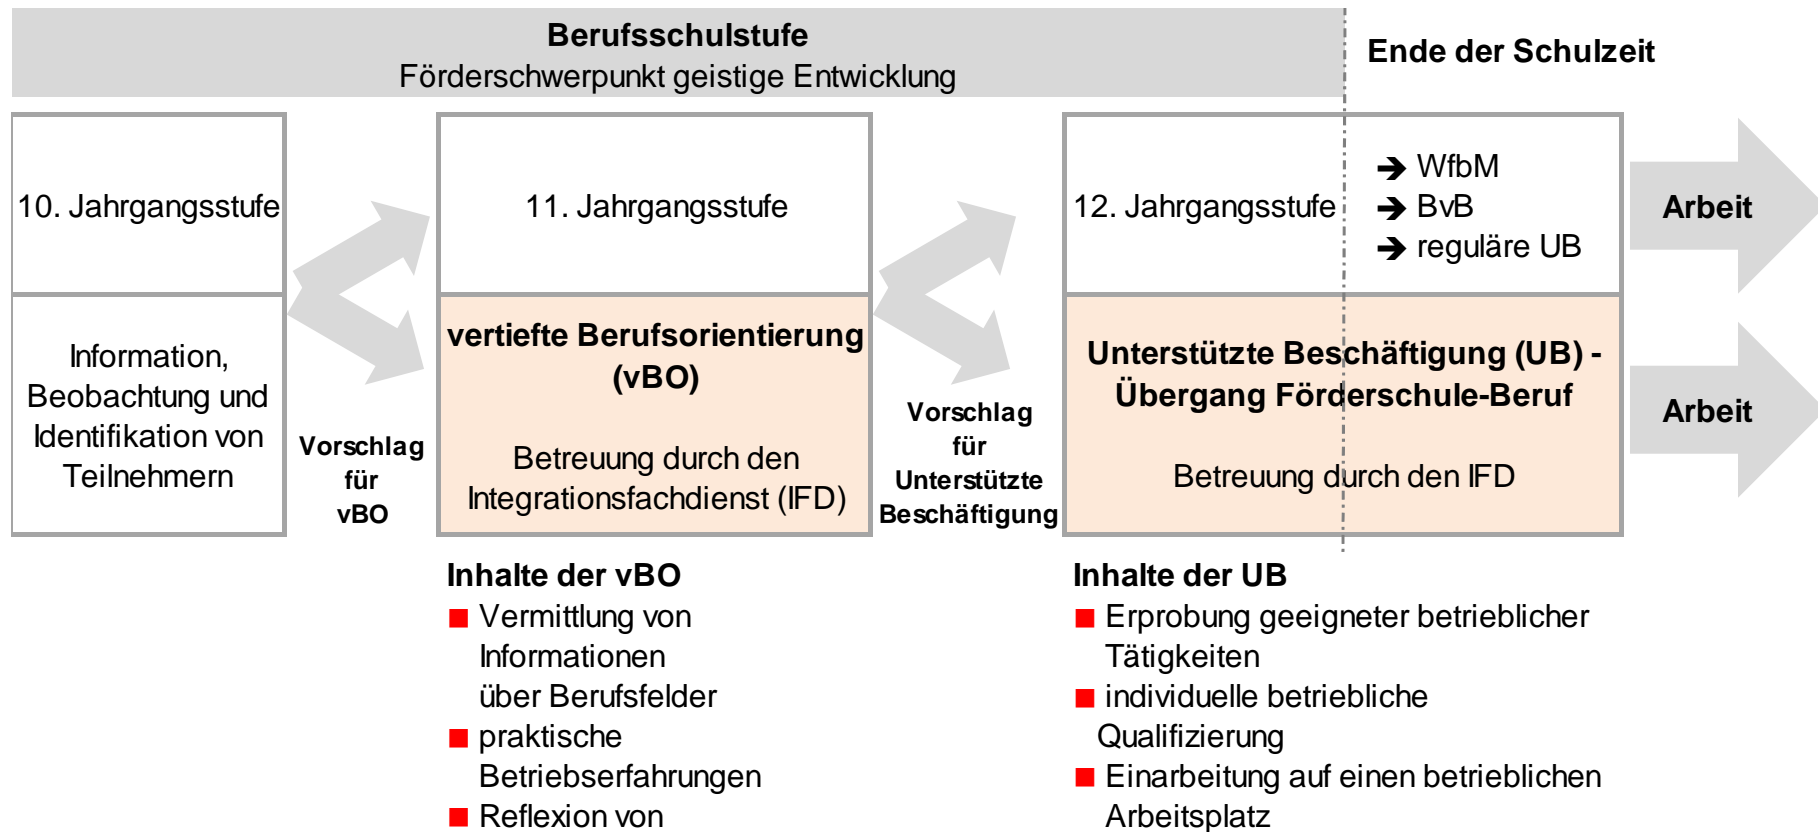 Berufsschulstufe
Förderschwerpunkt geistige Entwicklung
Ende der Schulzeit
10. Jahrgangsstufe
11. Jahrgangsstufe
12. Jahrgangsstufe
➔ WfbM
➔ BvB
➔ reguläre UB
Arbeit
Information,
Beobachtung und
Identifikation von
Teilnehmern
Vorschlag
für
vBO
vertiefte Berufsorientierung
(vBO)
Betreuung durch den
Integrationsfachdienst (IFD)
Vorschlag
für
Unterstützte
Beschäftigung
Unterstützte Beschäftigung (UB) -
Übergang Förderschule-Beruf
Betreuung durch den IFD
Arbeit
Inhalte der vBO
■ Vermittlung von
Informationen
über Berufsfelder
■ praktische
Betriebserfahrungen
■ Reflexion von
Inhalte der UB
■ Erprobung geeigneter betrieblicher
Tätigkeiten
■ individuelle betriebliche
Qualifizierung
■ Einarbeitung auf einen betrieblichen
Arbeitsplatz